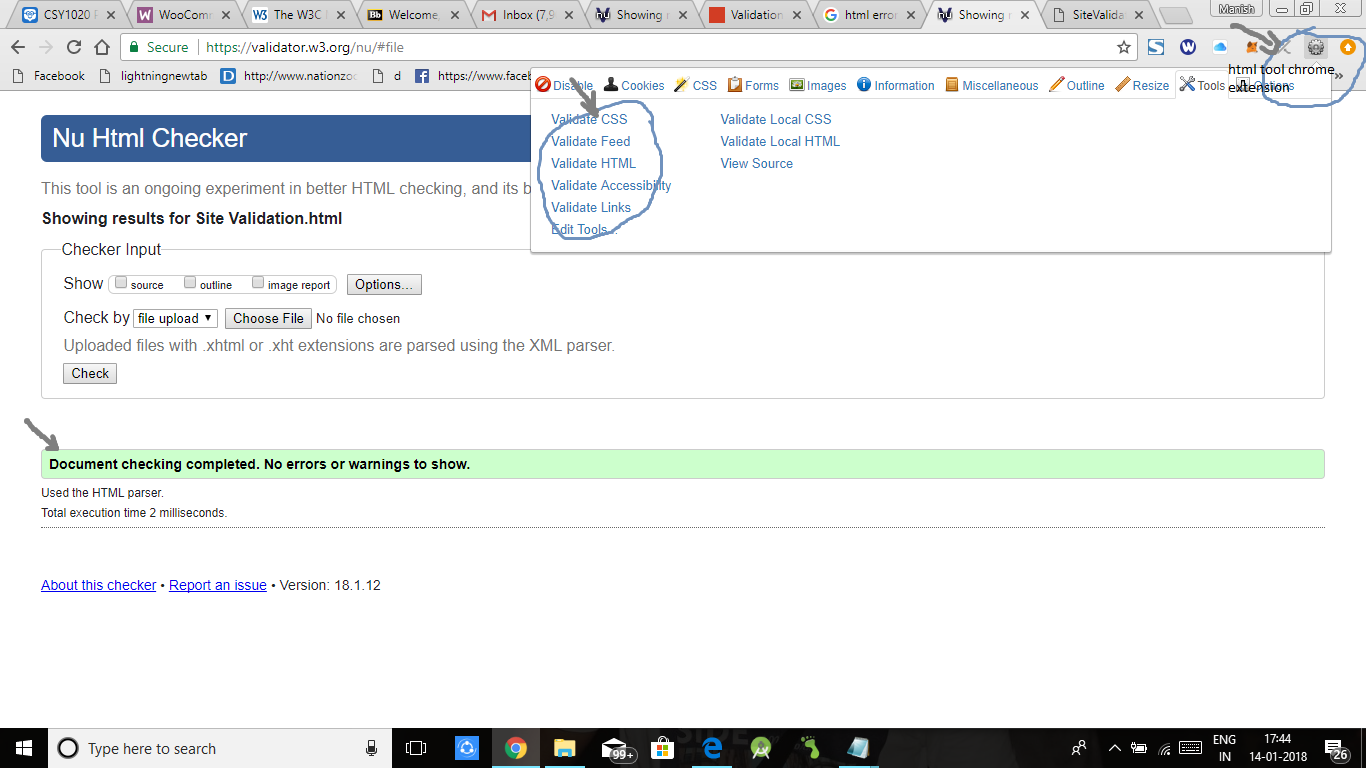 CSY1020 WooComm The W3C Welcome, Inbox (7,9 Showing Validation html error Showing SiteValida Manish
Secure https://validator.w3.org/nu/#file
Facebook lightningnewtab http://www.nationzoo d https://www.faceb »
html tool chrome
extension
Disable Cookies CSS Forms Images Information Miscellaneous Outline Resize Tools Options
Validate CSS Validate Local CSS
Validate Feed Validate Local HTML
Validate HTML View Source
Validate Accessibility
Validate Links
Edit Tools...
Nu Html Checker
This tool is an ongoing experiment in better HTML checking, and its b
Showing results for Site Validation.html
Checker Input
Show source outline image report Options...
Check by file upload Choose File No file chosen
Uploaded files with .xhtml or .xht extensions are parsed using the XML parser.
Check
Document checking completed. No errors or warnings to show.
Used the HTML parser.
Total execution time 2 milliseconds.
About this checker • Report an issue • Version: 18.1.12
Type here to search 99+ ENG 17:44
IN 14-01-2018 26